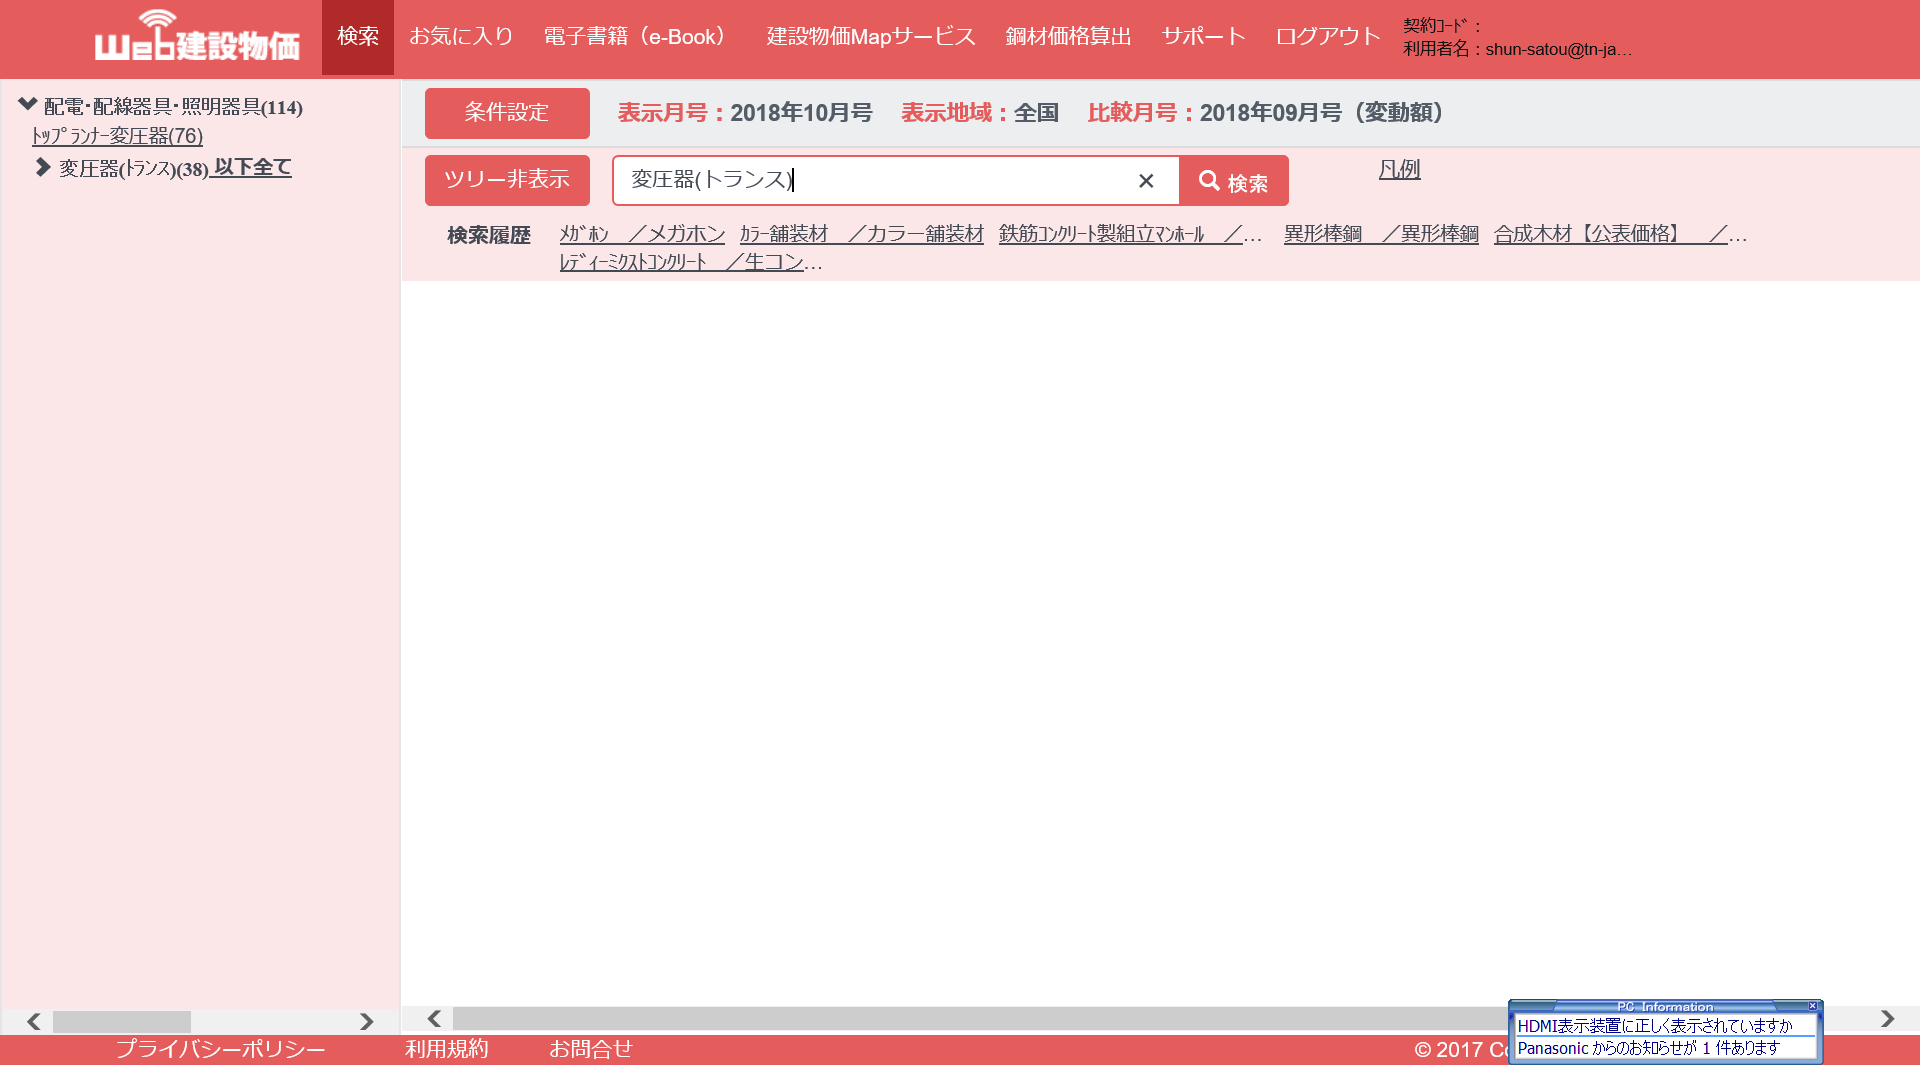 Web建設物価 検索 お気に入り 電子書籍（e-Book） 建設物価Mapサービス 鋼材価格算出 サポート ログアウト
契約ｺｰﾄﾞ：
利用者名：shun-satou@tn-ja...
配電･配線器具･照明器具(114)
ﾄｯﾌﾟﾗﾝﾅｰ変圧器(76)
変圧器(ﾄﾗﾝｽ)(38) 以下全て
条件設定 表示月号：2018年10月号 表示地域：全国 比較月号：2018年09月号（変動額）
ツリー非表示 変圧器(トランス) × 検索 凡例
検索履歴 ﾒｶﾞﾎﾝ　／メガホン ｶﾗｰ舗装材　／カラー舗装材 鉄筋ｺﾝｸﾘｰﾄ製組立ﾏﾝﾎｰﾙ　／... 異形棒鋼　／異形棒鋼 合成木材【公表価格】　／...
ﾚﾃﾞｨｰﾐｸｽﾄｺﾝｸﾘｰﾄ　／生コン...
PC Information
HDMI表示装置に正しく表示されていますか
Panasonic からのお知らせが 1 件あります
プライバシーポリシー 利用規約 お問合せ © 2017